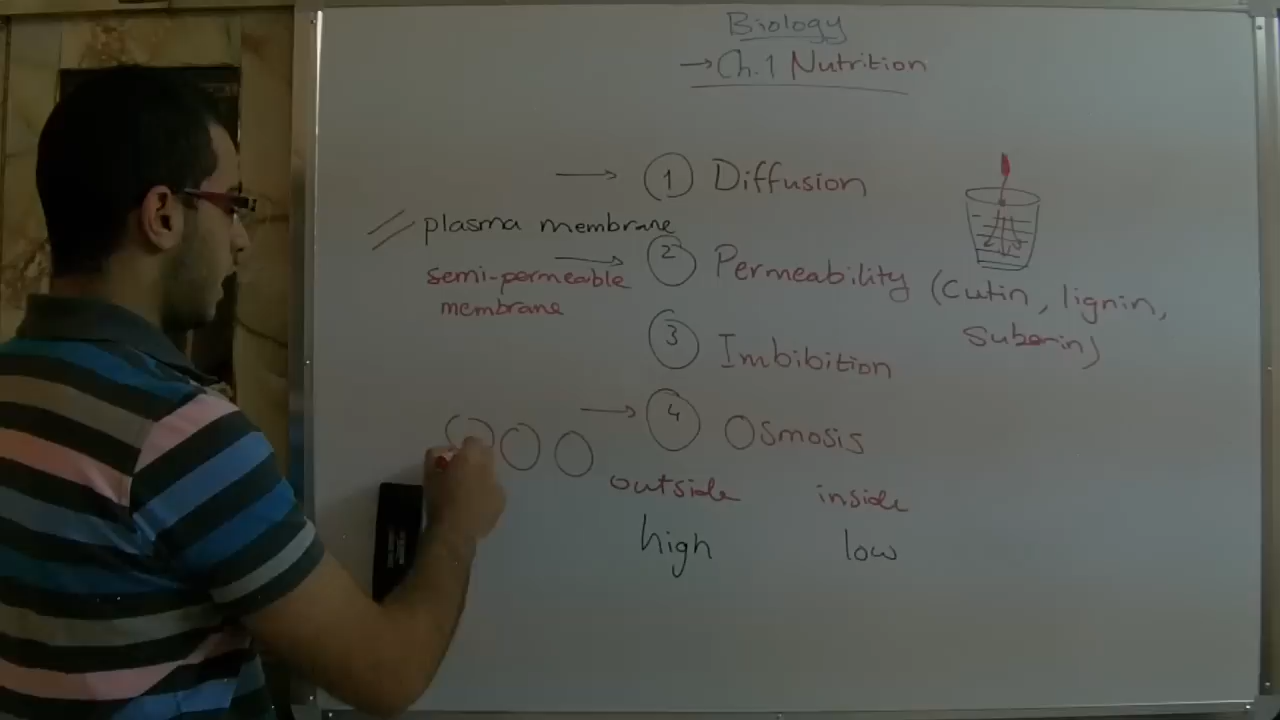 Biology
→ Ch.1 Nutrition
→ 1 Diffusion
plasma membrane
→ 2 Permeability (Cutin, lignin,
Suberin)
semi-permeable
membrane
3 Imbibition
→ 4 Osmosis
outside inside
high low